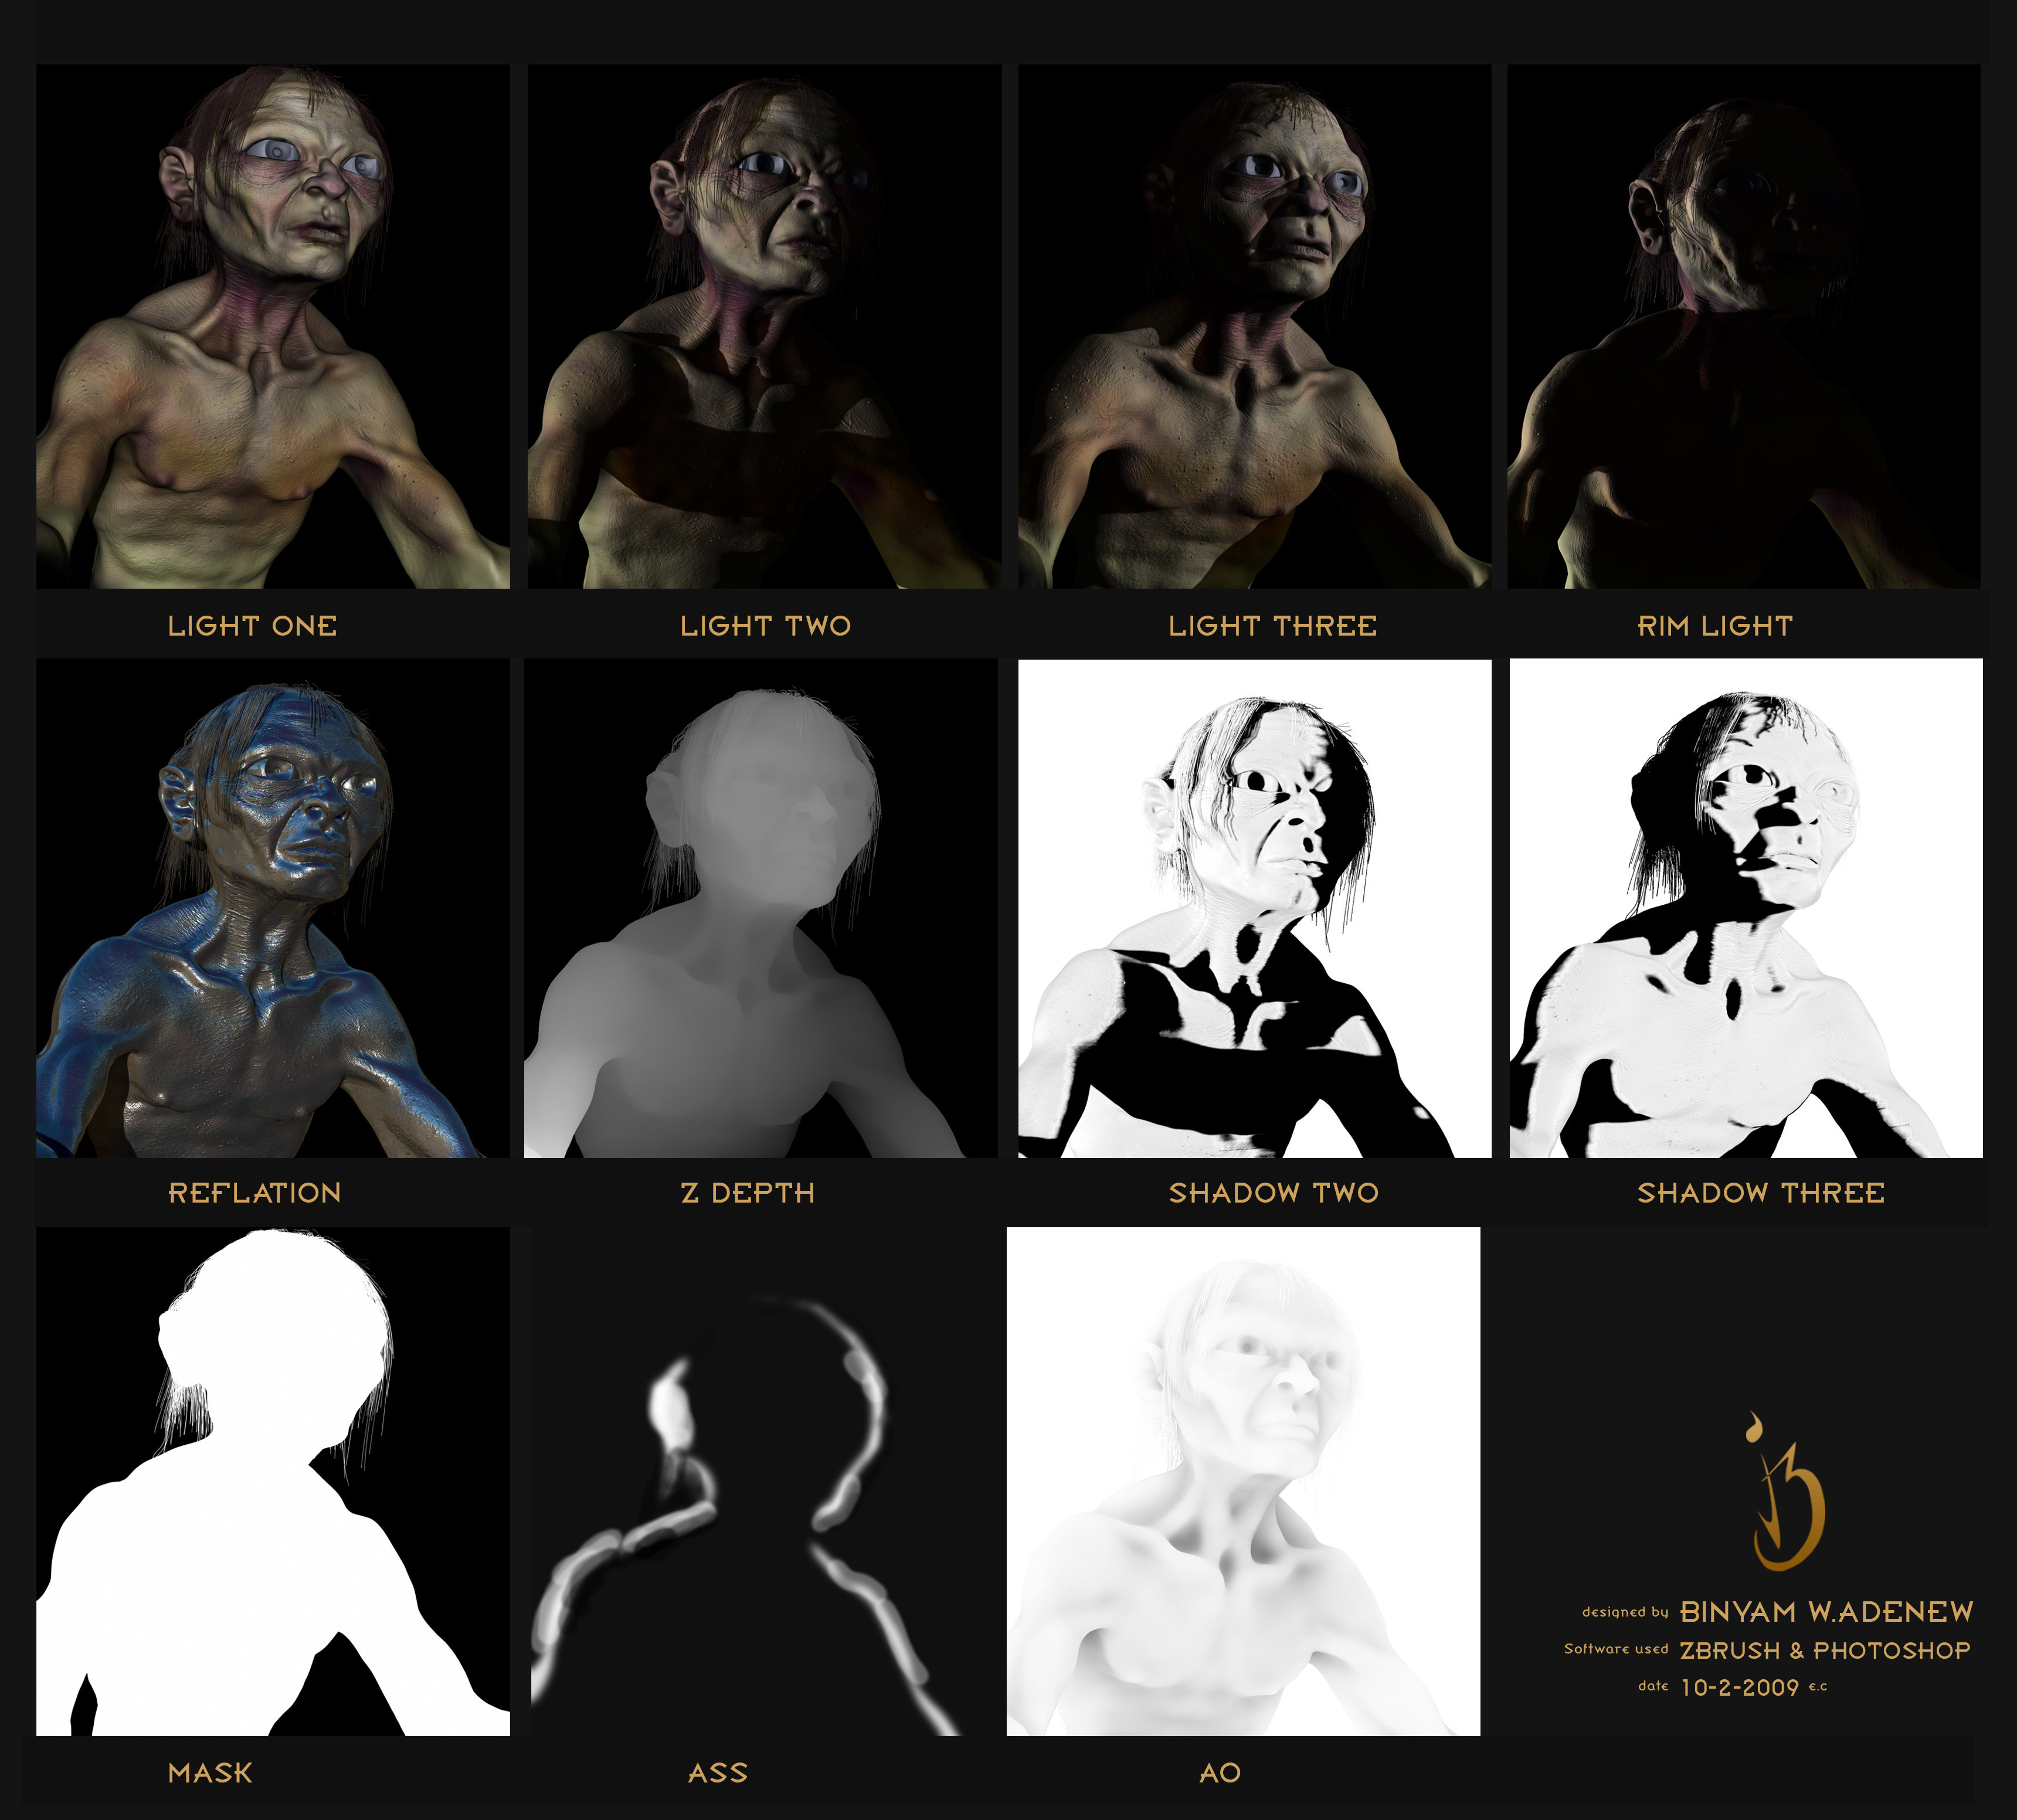 LIGHT ONE
LIGHT TWO
LIGHT THREE
RIM LIGHT
REFLATION
Z DEPTH
SHADOW TWO
SHADOW THREE
MASK
ASS
AO
designed by BINYAM W.ADENEW
Software used ZBRUSH & PHOTOSHOP
date 10-2-2009 e.c